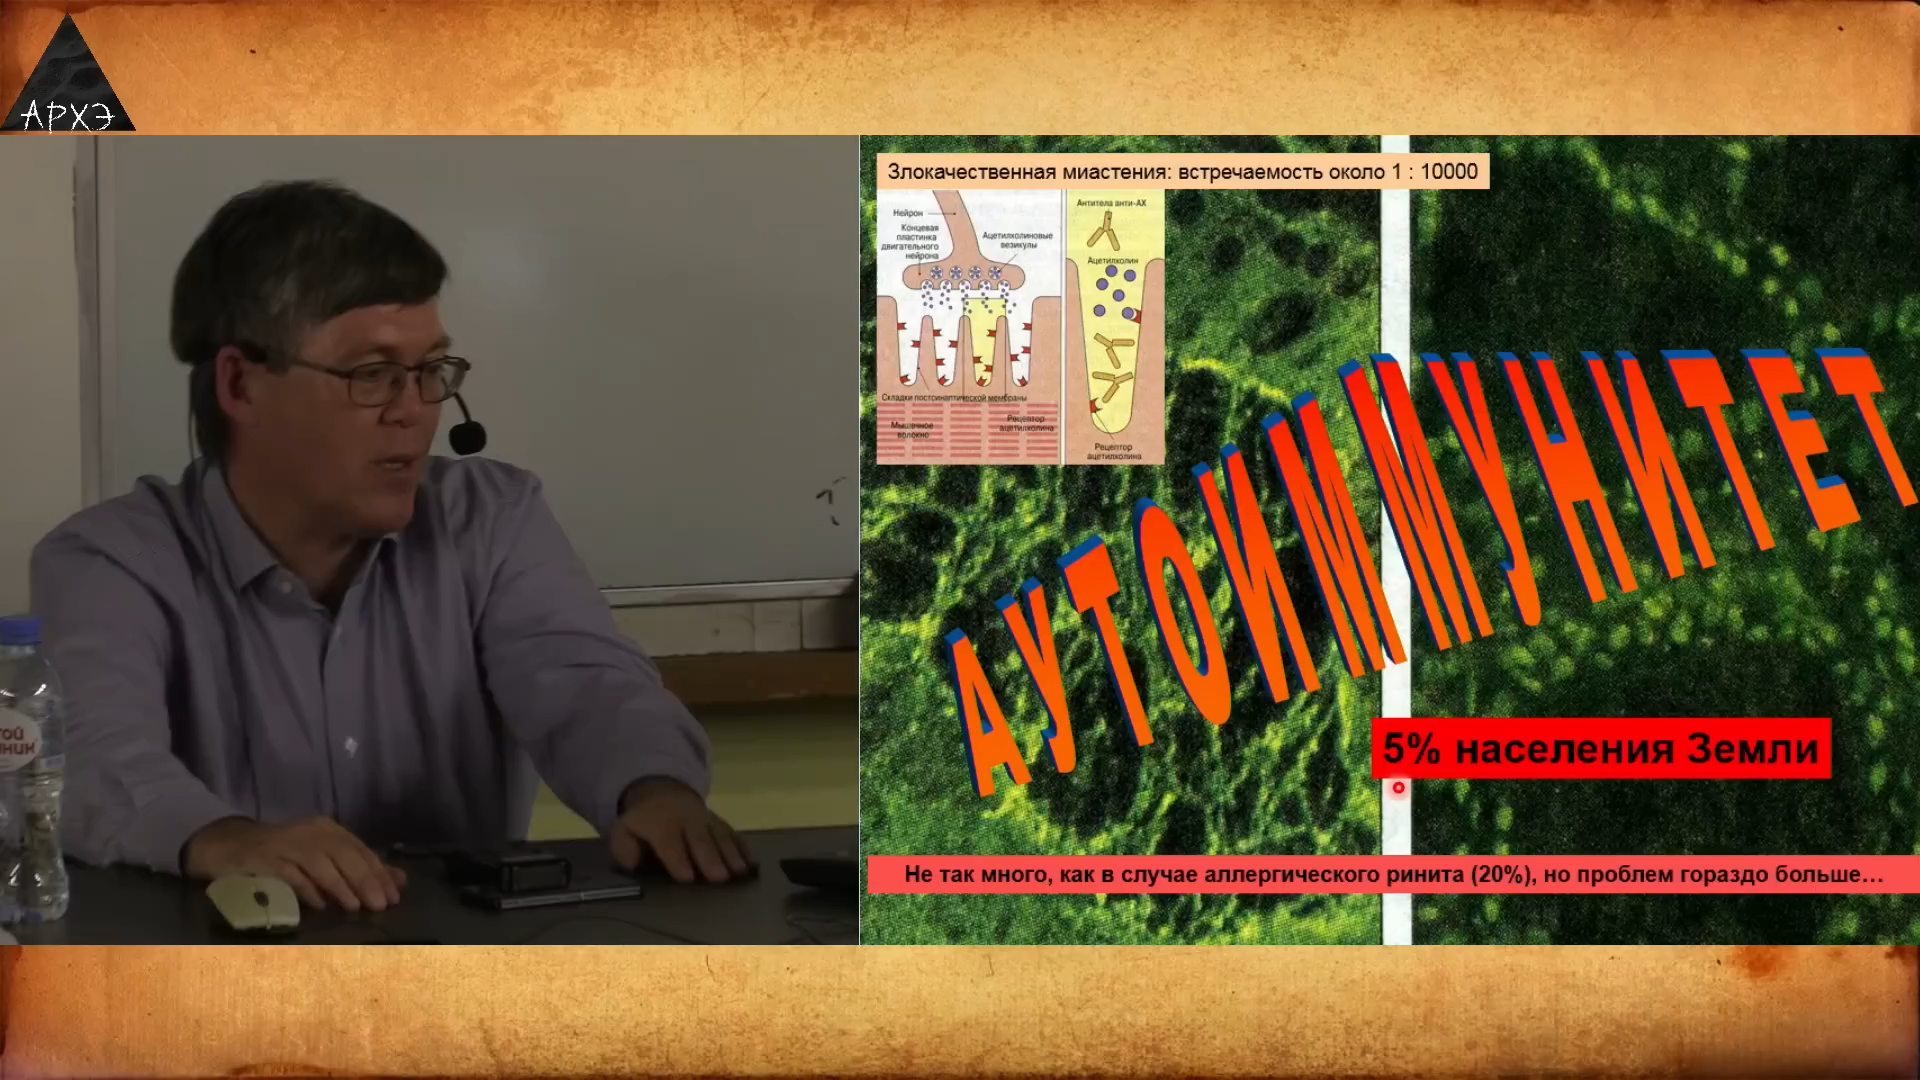 АРХЭ
Злокачественная миастения: встречаемость около 1 : 10000
Нейрон
Концевая
пластинка
двигательного
нейрона
Ацетилхолиновые
везикулы
Складки постсинаптической мембраны
Мышечное
волокно
Рецептор
ацетилхолина
Антитела анти-АХ
Ацетилхолин
Рецептор
ацетилхолина
АУТОИММУНИТЕТ
5% населения Земли
Не так много, как в случае аллергического ринита (20%), но проблем гораздо больше...